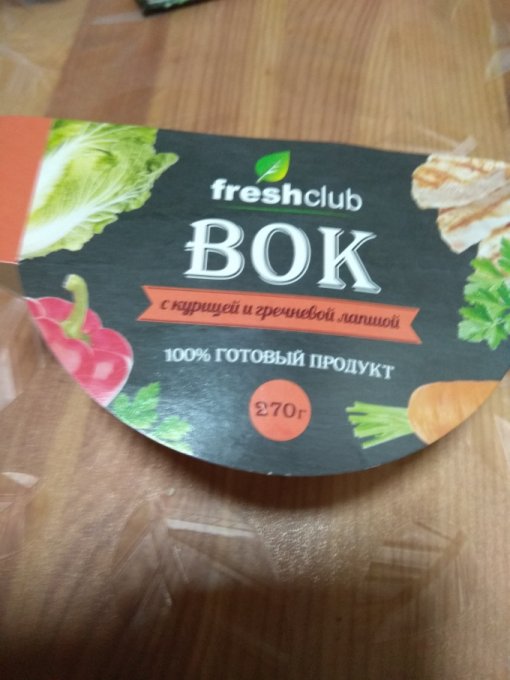 freshclub
ВОК
с курицей и гречневой лапшой
100% ГОТОВЫЙ ПРОДУКТ
270г